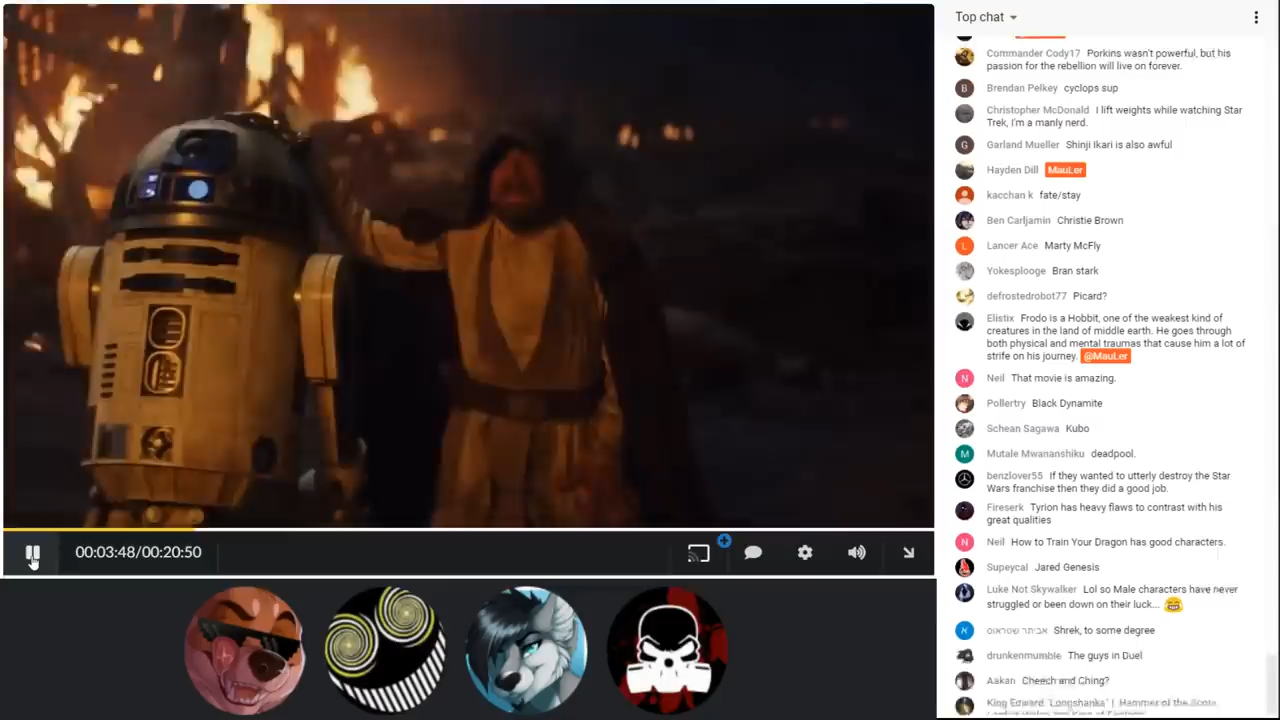 Top chat
Commander Cody17 Porkins wasn't powerful, but his
passion for the rebellion will live on forever.
B Brendan Pelkey cyclops sup
Christopher McDonald I lift weights while watching Star
Trek, I'm a manly nerd.
G Garland Mueller Shinji Ikari is also awful
Hayden Dill MauLer
kacchan k fate/stay
Ben Carljamin Christie Brown
L Lancer Ace Marty McFly
Yokesplooge Bran stark
defrostedrobot77 Picard?
Elistix Frodo is a Hobbit, one of the weakest kind of
creatures in the land of middle earth. He goes through
both physical and mental traumas that cause him a lot of
strife on his journey. @MauLer
N Neil That movie is amazing.
Pollertry Black Dynamite
Schean Sagawa Kubo
M Mutale Mwananshiku deadpool.
benzlover55 If they wanted to utterly destroy the Star
Wars franchise then they did a good job.
Fireserk Tyrion has heavy flaws to contrast with his
great qualities
N Neil How to Train Your Dragon has good characters.
Supeycal Jared Genesis
Luke Not Skywalker Lol so Male characters have never
struggled or been down on their luck...
א אביתר שטראוס Shrek, to some degree
drunkenmumble The guys in Duel
Aakan Cheech and Ching?
King Edward "Longshanks" | Hammer of the Scots
00:03:48/00:20:50